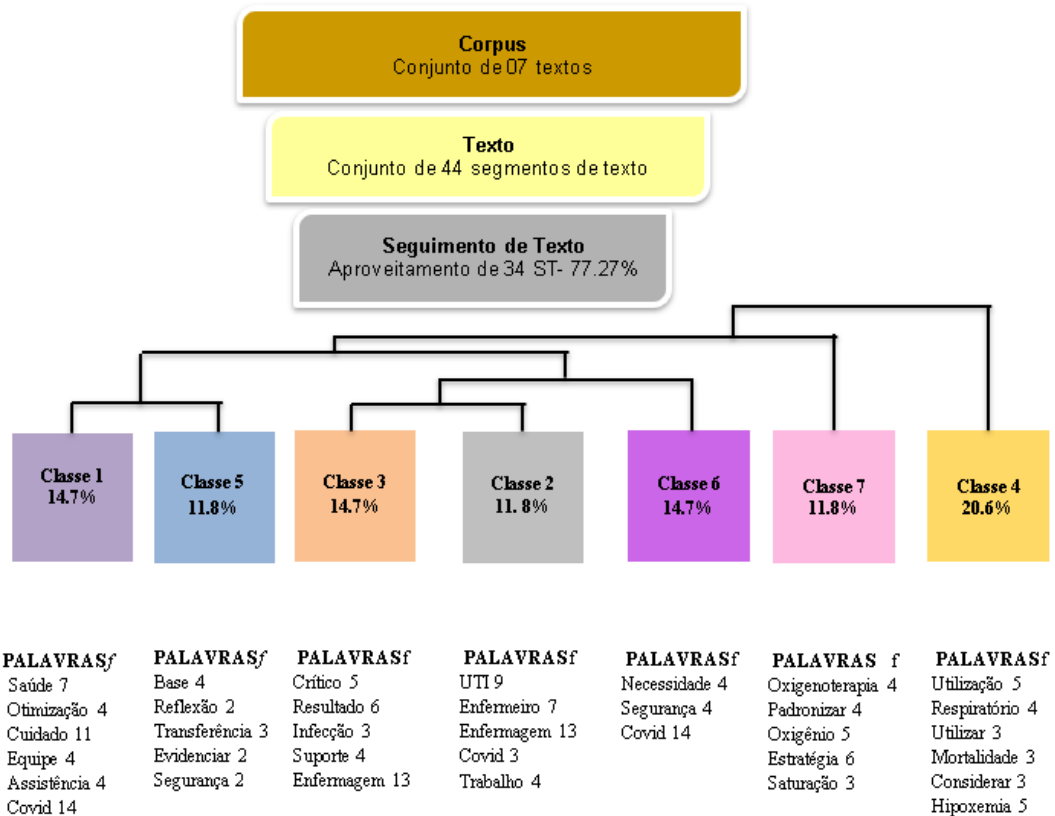 Corpus
Conjunto de 07 textos
Texto
Conjunto de 44 segmentos de texto
Seguimento de Texto
Aproveitamento de 34 ST- 77.27%
Classe 1
14.7%
Classe 5
11.8%
Classe 3
14.7%
Classe 2
11. 8%
Classe 6
14.7%
Classe 7
11.8%
Classe 4
20.6%
PALAVRASf
Saúde 7
Otimização 4
Cuidado 11
Equipe 4
Assistência 4
Covid 14
PALAVRASf
Base 4
Reflexão 2
Transferência 3
Evidenciar 2
Segurança 2
PALAVRASf
Crítico 5
Resultado 6
Infecção 3
Suporte 4
Enfermagem 13
PALAVRASf
UTI 9
Enfermeiro 7
Enfermagem 13
Covid 3
Trabalho 4
PALAVRASf
Necessidade 4
Segurança 4
Covid 14
PALAVRAS f
Oxigenoterapia 4
Padronizar 4
Oxigênio 5
Estratégia 6
Saturação 3
PALAVRASf
Utilização 5
Respiratório 4
Utilizar 3
Mortalidade 3
Considerar 3
Hipoxemia 5